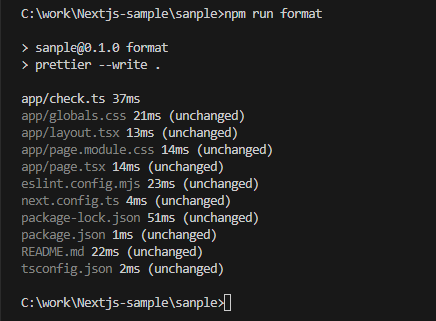 C:\work\Nextjs-sample\sanple>npm run format
> sanple@0.1.0 format
> prettier --write .
app/check.ts 37ms
app/globals.css 21ms (unchanged)
app/layout.tsx 13ms (unchanged)
app/page.module.css 14ms (unchanged)
app/page.tsx 14ms (unchanged)
eslint.config.mjs 23ms (unchanged)
next.config.ts 4ms (unchanged)
package-lock.json 51ms (unchanged)
package.json 1ms (unchanged)
README.md 22ms (unchanged)
tsconfig.json 2ms (unchanged)
C:\work\Nextjs-sample\sanple>